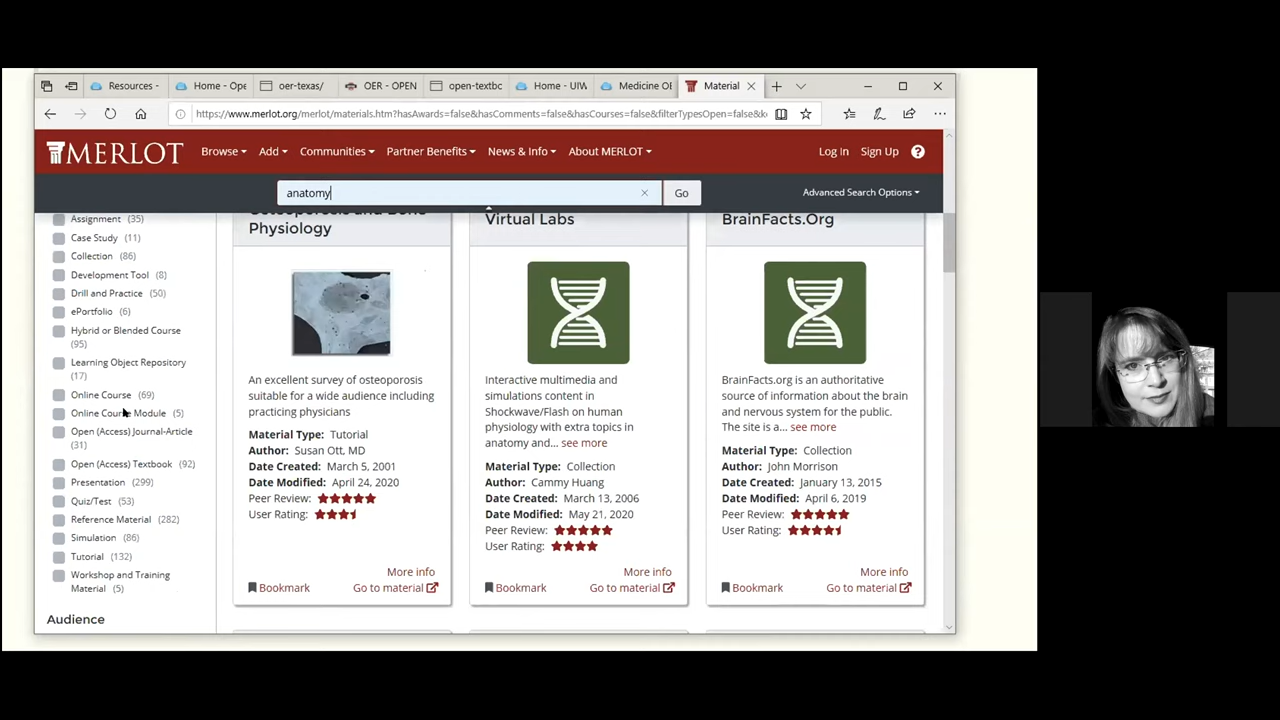 Resources -
Home - Ope
oer-texas/
OER - OPEN
open-textbc
Home - UIW
Medicine OE
Material
https://www.merlot.org/merlot/materials.htm?hasAwards=false&hasComments=false&hasCourses=false&filterTypesOpen=false&k
MERLOT
Browse
Add
Communities
Partner Benefits
News & Info
About MERLOT
Log In
Sign Up
?
anatomy
Go
Advanced Search Options
Assignment (35)
Case Study (11)
Collection (86)
Development Tool (8)
Drill and Practice (50)
ePortfolio (6)
Hybrid or Blended Course
(95)
Learning Object Repository
(17)
Online Course (69)
Online Course Module (5)
Open (Access) Journal-Article
(31)
Open (Access) Textbook (92)
Presentation (299)
Quiz/Test (53)
Reference Material (282)
Simulation (86)
Tutorial (132)
Workshop and Training
Material (5)
Audience
Osteoporosis and Bone
Physiology
An excellent survey of osteoporosis
suitable for a wide audience including
practicing physicians
Material Type: Tutorial
Author: Susan Ott, MD
Date Created: March 5, 2001
Date Modified: April 24, 2020
Peer Review:
User Rating:
More info
Bookmark
Go to material
Virtual Labs
Interactive multimedia and
simulations content in
Shockwave/Flash on human
physiology with extra topics in
anatomy and... see more
Material Type: Collection
Author: Cammy Huang
Date Created: March 13, 2006
Date Modified: May 21, 2020
Peer Review:
User Rating:
More info
Bookmark
Go to material
BrainFacts.Org
BrainFacts.org is an authoritative
source of information about the brain
and nervous system for the public.
The site is a... see more
Material Type: Collection
Author: John Morrison
Date Created: January 13, 2015
Date Modified: April 6, 2019
Peer Review:
User Rating:
More info
Bookmark
Go to material